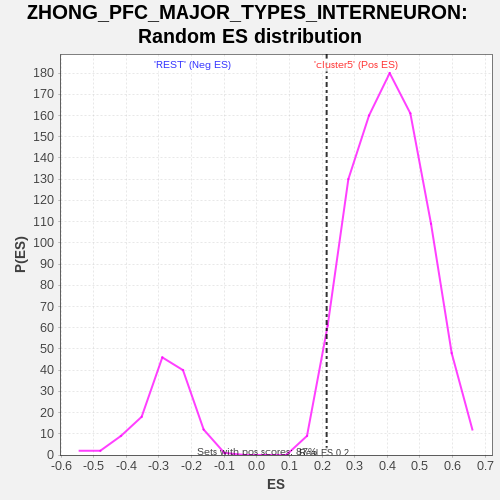 ZHONG_PFC_MAJOR_TYPES_INTERNEURON:
Random ES distribution
'REST' (Neg ES)
'cluster5' (Pos ES)
180
170
160
150
140
130
120
110
100
90
80
70
60
50
40
30
20
10
0
P(ES)
Sets with pos scores: 87%
Real ES 0.2
-0.6 -0.5 -0.4 -0.3 -0.2 -0.1 0.0 0.1 0.2 0.3 0.4 0.5 0.6 0.7
ES